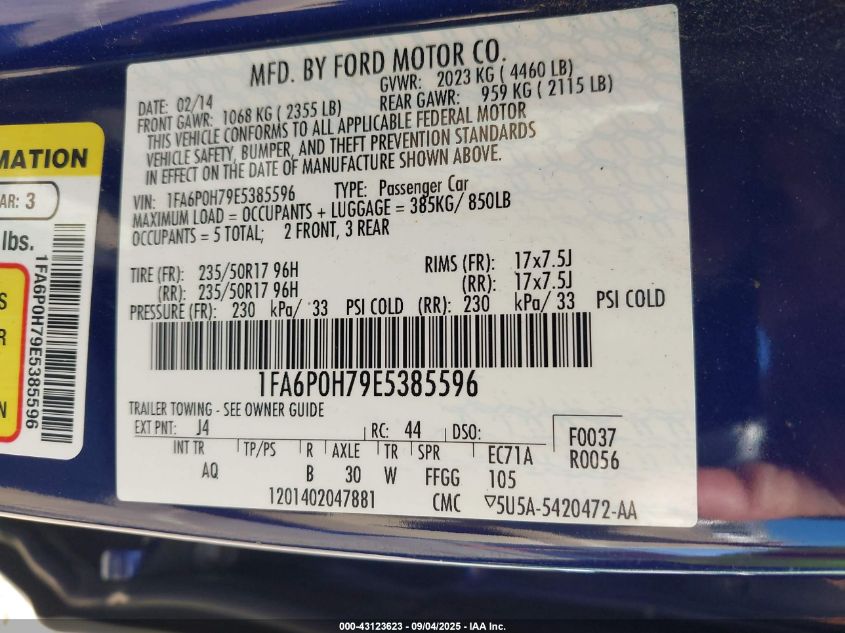 MFD. BY FORD MOTOR CO.
DATE: 02/14
GVWR: 2023 KG ( 4460 LB)
FRONT GAWR: 1068 KG ( 2355 LB)
REAR GAWR: 959 KG ( 2115 LB)
THIS VEHICLE CONFORMS TO ALL APPLICABLE FEDERAL MOTOR
VEHICLE SAFETY, BUMPER, AND THEFT PREVENTION STANDARDS
IN EFFECT ON THE DATE OF MANUFACTURE SHOWN ABOVE.
VIN: 1FA6P0H79E5385596 TYPE: Passenger Car
MAXIMUM LOAD = OCCUPANTS + LUGGAGE = 385KG/ 850LB
OCCUPANTS = 5 TOTAL; 2 FRONT, 3 REAR
TIRE (FR): 235/50R17 96H RIMS (FR): 17x7.5J
(RR): 235/50R17 96H (RR): 17x7.5J
PRESSURE (FR): 230 kPa/ 33 PSI COLD (RR): 230 kPa/ 33 PSI COLD
1FA6P0H79E5385596
TRAILER TOWING - SEE OWNER GUIDE
EXT PNT: J4 RC: 44 DSO: F0037
R0056
INT TR TP/PS R AXLE TR SPR EC71A
AQ B 30 W FFGG 105
1201402047881 CMC ▽5U5A-5420472-AA
MATION
AR: 3
lbs.
1FA6P0H79E5385596
S
R
N
000-43123623 - 09/04/2025 - IAA Inc.